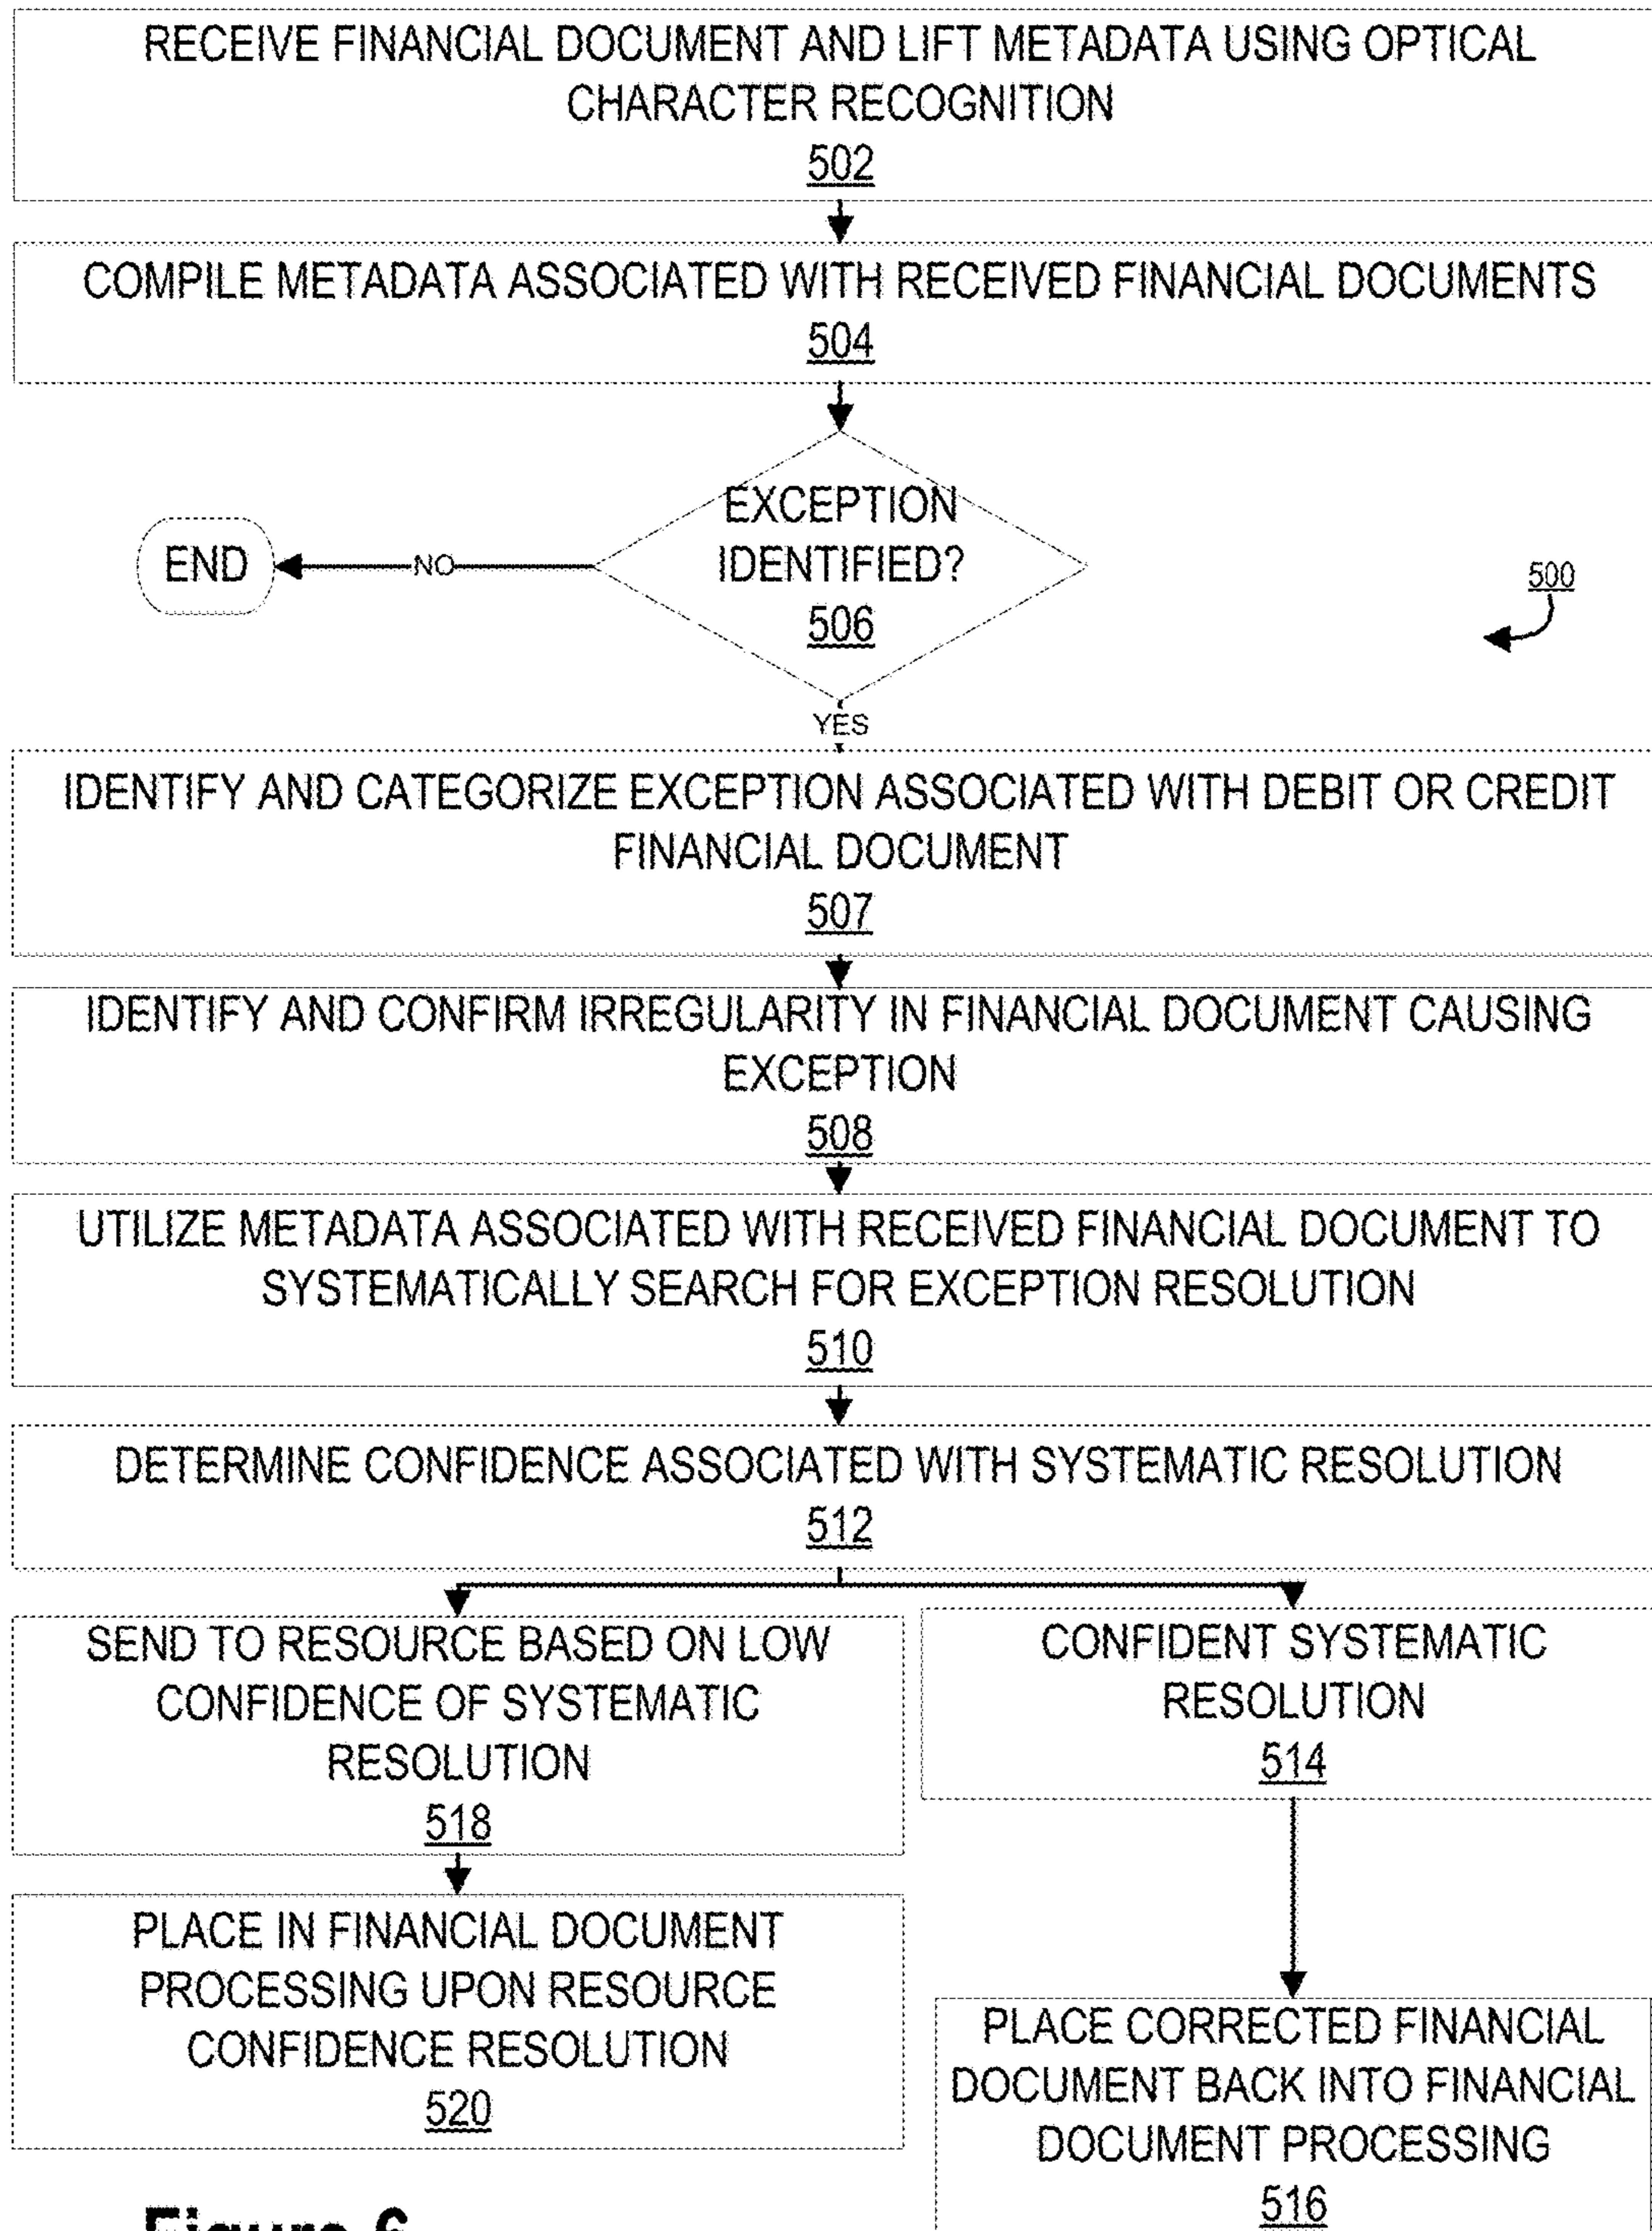 RECEIVE FINANCIAL DOCUMENT AND LIFT METADATA USING OPTICAL
CHARACTER RECOGNITION
502
COMPILE METADATA ASSOCIATED WITH RECEIVED FINANCIAL DOCUMENTS
504
EXCEPTION
IDENTIFIED?
506
END
NO
500
YES
IDENTIFY AND CATEGORIZE EXCEPTION ASSOCIATED WITH DEBIT OR CREDIT
FINANCIAL DOCUMENT
507
IDENTIFY AND CONFIRM IRREGULARITY IN FINANCIAL DOCUMENT CAUSING
EXCEPTION
508
UTILIZE METADATA ASSOCIATED WITH RECEIVED FINANCIAL DOCUMENT TO
SYSTEMATICALLY SEARCH FOR EXCEPTION RESOLUTION
510
DETERMINE CONFIDENCE ASSOCIATED WITH SYSTEMATIC RESOLUTION
512
SEND TO RESOURCE BASED ON LOW
CONFIDENCE OF SYSTEMATIC
RESOLUTION
518
CONFIDENT SYSTEMATIC
RESOLUTION
514
PLACE IN FINANCIAL DOCUMENT
PROCESSING UPON RESOURCE
CONFIDENCE RESOLUTION
520
PLACE CORRECTED FINANCIAL
DOCUMENT BACK INTO FINANCIAL
DOCUMENT PROCESSING
516
Figure 6